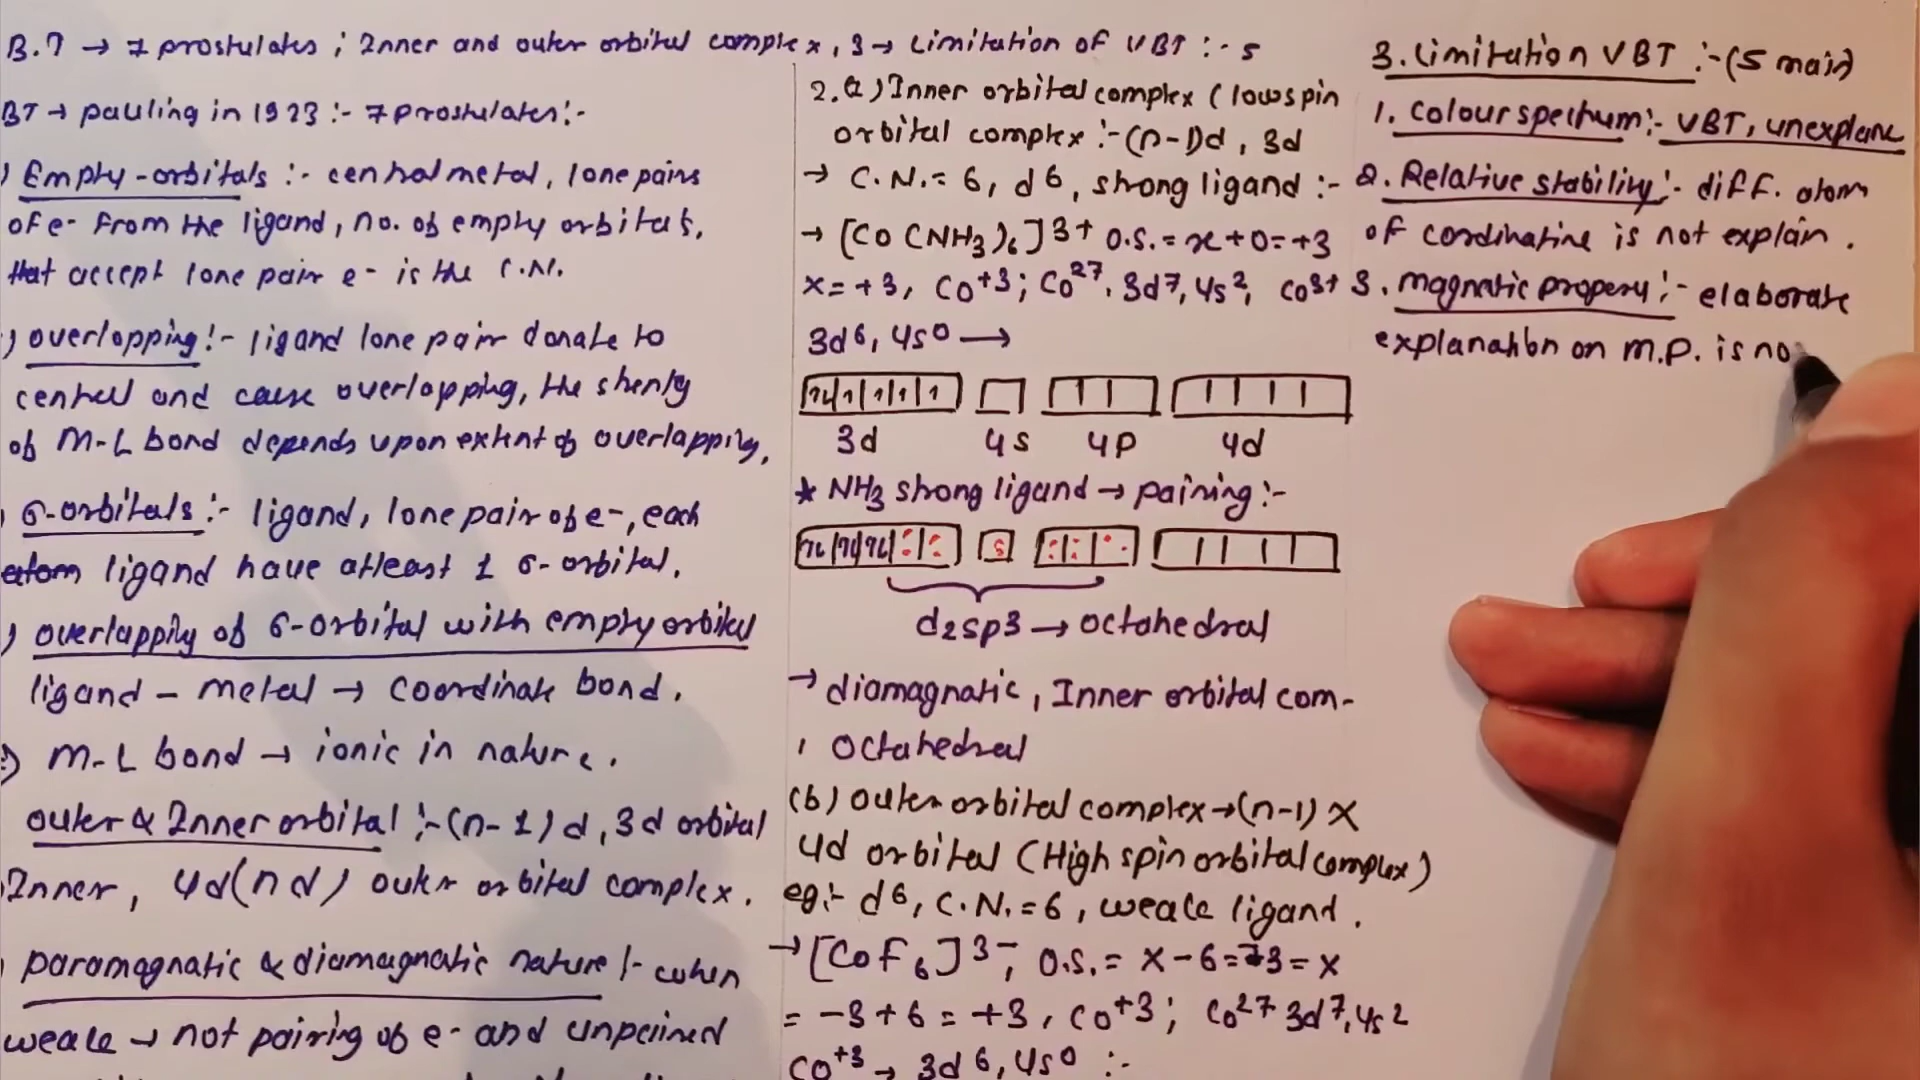 B.T → 7 prostulates ; Inner and outer orbital complex, 3 → Limitation of VBT :- 5
BT → pauling in 1923 :- 7 prostulates :-
) Empty-orbitals :- central metal, lone pairs
of e- from the ligand, no. of empty orbitals,
that accept lone pair e- is the C.N.
) overlapping :- ligand lone pair donate to
central and cause overlapping, the
of M-L bond depends upon extent of overlapping,
6-orbitals :- ligand, lone pair of e-, each
atom ligand have atleast 1 6-orbital.
) overlapping of 6-orbital with empty orbital
ligand - metal → coordinate bond.
) M-L bond → ionic in nature.
outer & Inner orbital :- (n-1)d, 3d orbital
Inner, 4d(nd) outer orbital complex.
paramagnatic & diamagnatic nature :- when
weak → not pairing of e- and unpaired
2.a) Inner orbital complex (low spin
orbital complex :- (n-1)d, 3d
→ C.N. = 6, d6, strong ligand :-
→ [Co(NH3)6]3+ O.S. = x+0 = +3
x = +3, Co+3; Co27, 3d7, 4s2, Co3+
3d6, 4s0 →
3d 4s 4p 4d
* NH3 strong ligand → pairing :-
d2sp3 → octahedral
→ diamagnatic, Inner orbital com-
, Octahedral
(b) outer orbital complex → (n-1) X
4d orbital (High spin orbital complex)
eg:- d6, C.N. = 6, weak ligand.
→ [CoF6]3-, O.S. = x-6 = -3 = x
= -3+6 = +3, Co+3; Co27 3d7, 4s2
Co+3 → 3d6, 4s0 :-
3. Limitation VBT :- (5 main)
1. Colour spectrum :- VBT, unexplane
2. Relative stability :- diff. atom
of cordinatine is not explain.
3. magnatic propery :- elaborate
explanation on M.P. is no